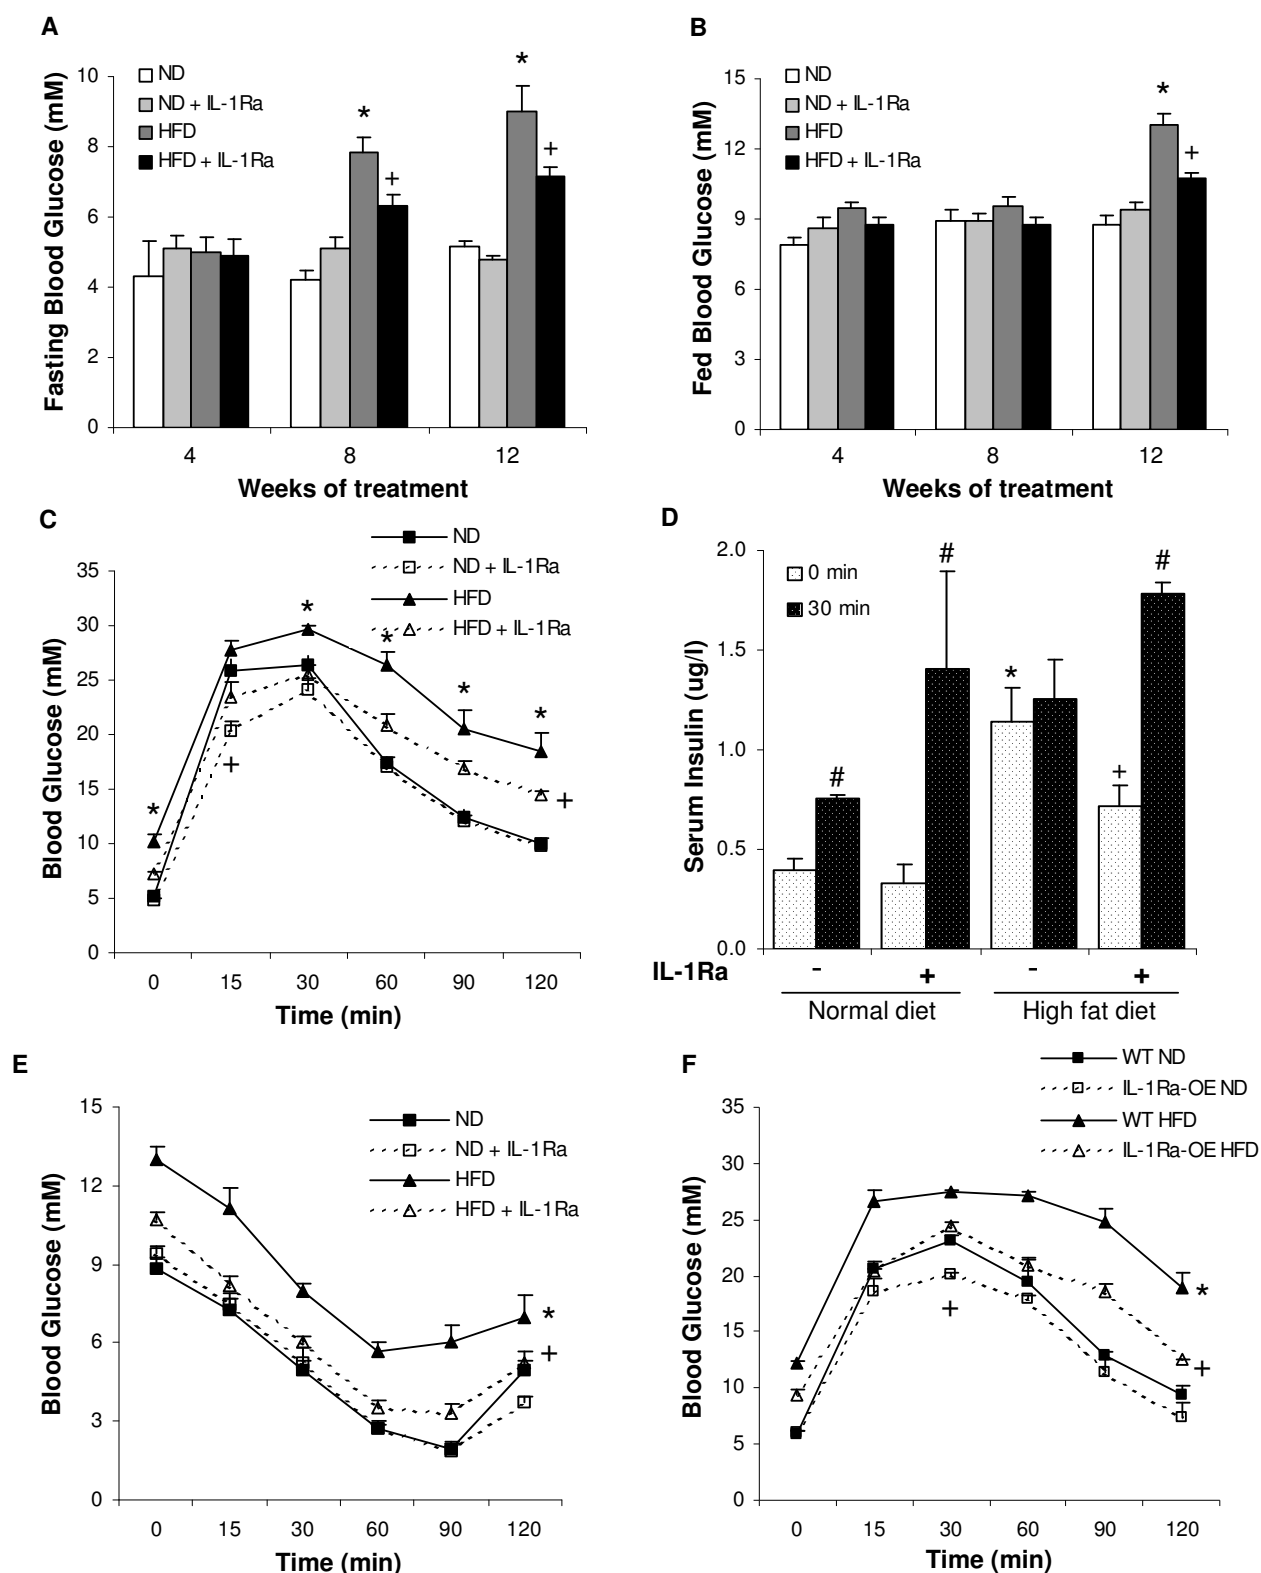 A
Fasting Blood Glucose (mM)
10
8
6
4
2
0
ND
ND + IL-1Ra
HFD
HFD + IL-1Ra
*
+
*
+
4 8 12
Weeks of treatment
B
Fed Blood Glucose (mM)
15
12
9
6
3
0
ND
ND + IL-1Ra
HFD
HFD + IL-1Ra
*
+
4 8 12
Weeks of treatment
C
ND
ND + IL-1Ra
HFD
HFD + IL-1Ra
Blood Glucose (mM)
35
30
25
20
15
10
5
0
*
+
*
*
*
*
+
0 15 30 60 90 120
Time (min)
D
Serum Insulin (ug/l)
2.0
1.5
1.0
0.5
0.0
0 min
30 min
#
#
*
+
#
IL-1Ra - + - +
Normal diet High fat diet
E
Blood Glucose (mM)
15
12
9
6
3
0
ND
ND + IL-1Ra
HFD
HFD + IL-1Ra
*
+
0 15 30 60 90 120
Time (min)
F
WT ND
IL-1Ra-OE ND
WT HFD
IL-1Ra-OE HFD
Blood Glucose (mM)
35
30
25
20
15
10
5
0
+
*
+
0 15 30 60 90 120
Time (min)